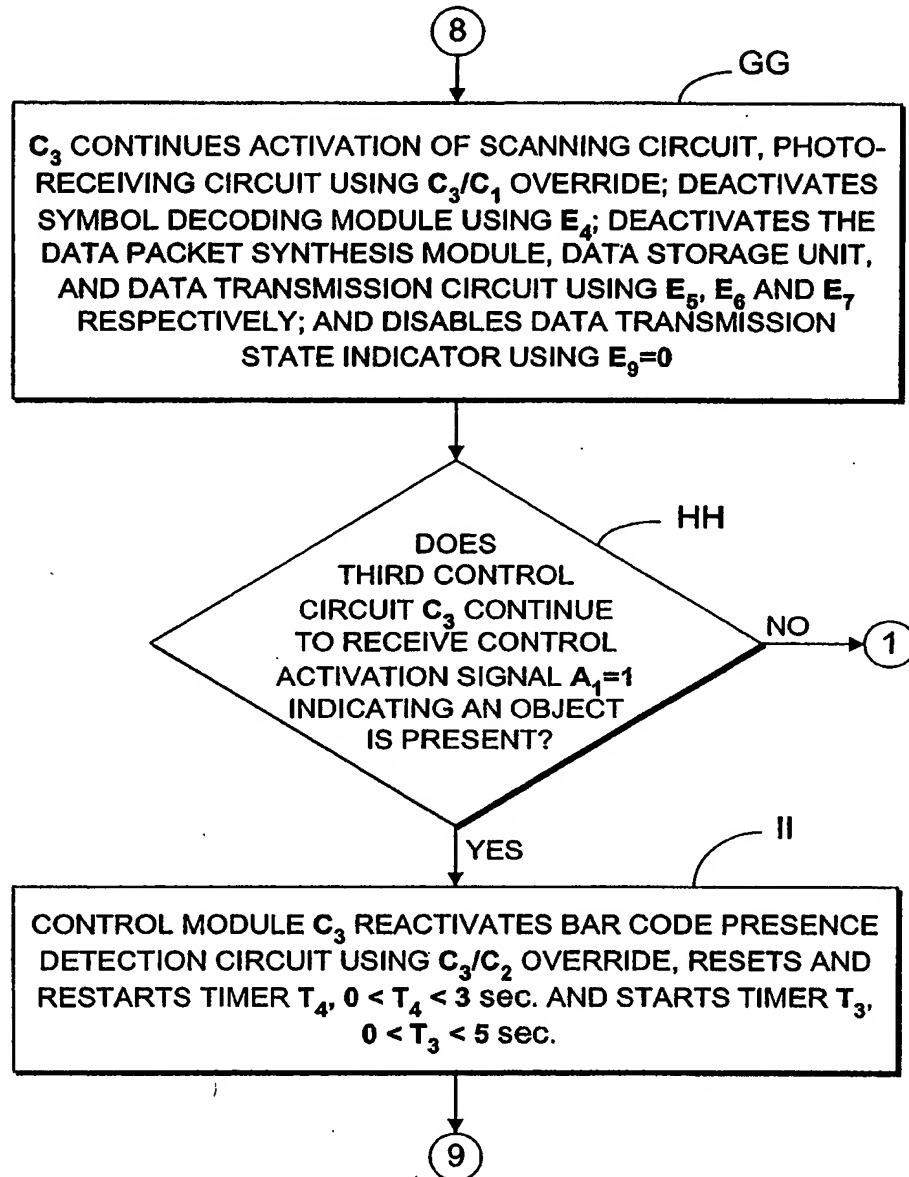 8
GG
C3 CONTINUES ACTIVATION OF SCANNING CIRCUIT, PHOTO-
RECEIVING CIRCUIT USING C3/C1 OVERRIDE; DEACTIVATES
SYMBOL DECODING MODULE USING E4; DEACTIVATES THE
DATA PACKET SYNTHESIS MODULE, DATA STORAGE UNIT,
AND DATA TRANSMISSION CIRCUIT USING E5, E6 AND E7
RESPECTIVELY; AND DISABLES DATA TRANSMISSION
STATE INDICATOR USING E9=0
HH
DOES
THIRD CONTROL
CIRCUIT C3 CONTINUE
TO RECEIVE CONTROL
ACTIVATION SIGNAL A1=1
INDICATING AN OBJECT
IS PRESENT?
NO
1
YES
II
CONTROL MODULE C3 REACTIVATES BAR CODE PRESENCE
DETECTION CIRCUIT USING C3/C2 OVERRIDE, RESETS AND
RESTARTS TIMER T4, 0 < T4 < 3 sec. AND STARTS TIMER T3,
0 < T3 < 5 sec.
9